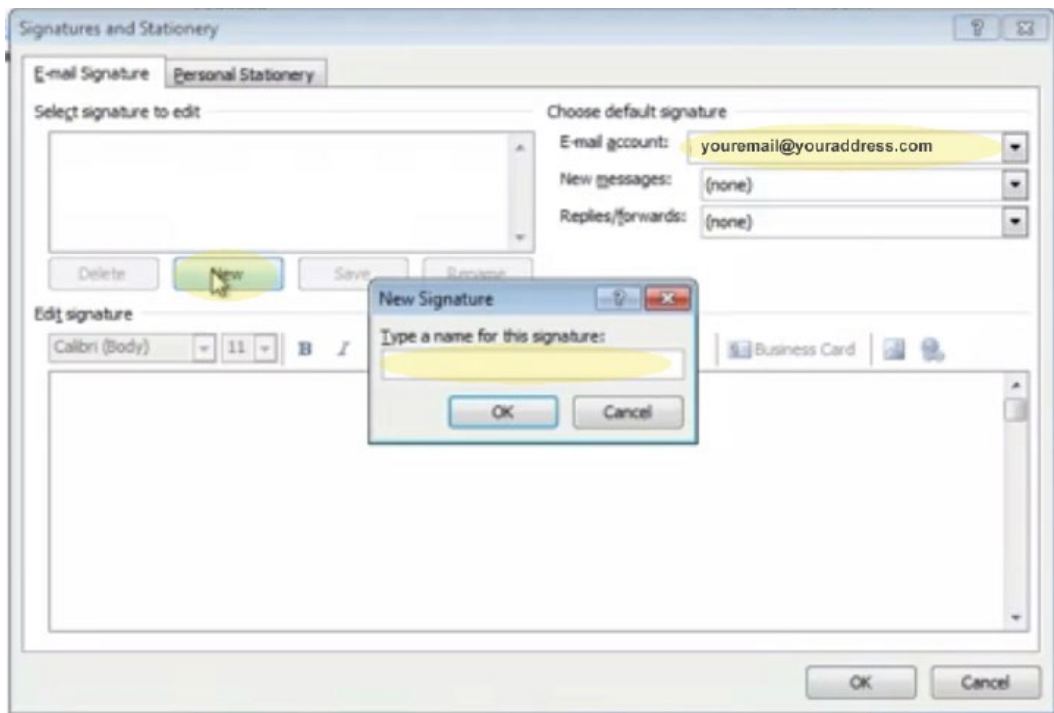 Signatures and Stationery
E-mail Signature Personal Stationery
Select signature to edit
Choose default signature
E-mail account: youremail@youraddress.com
New messages: (none)
Replies/forwards: (none)
Delete New Save Rename
New Signature
Type a name for this signature:
OK Cancel
Edit signature
Calibri (Body) 11 B I
Business Card
OK Cancel